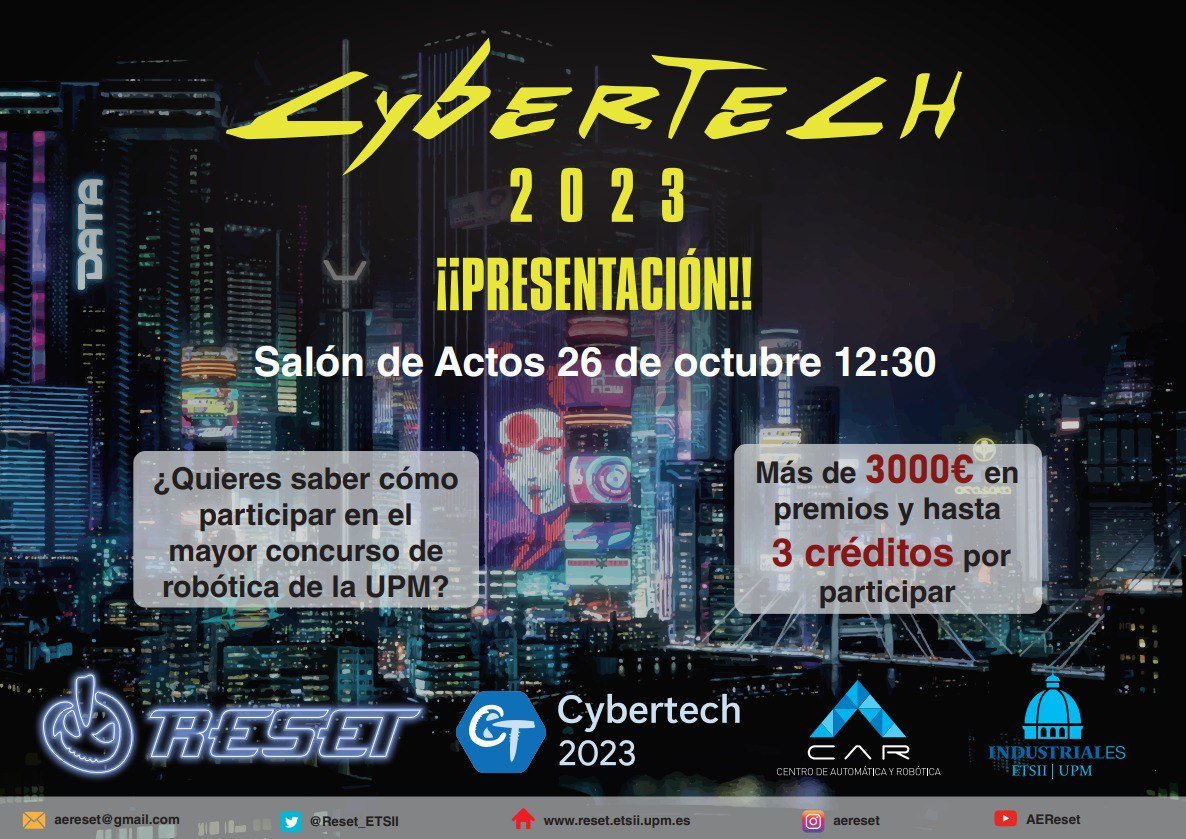 CyberTech
2023
¡¡PRESENTACIÓN!!
Salón de Actos 26 de octubre 12:30
DATA
¿Quieres saber cómo
participar en el
mayor concurso de
robótica de la UPM?
Más de 3000€ en
premios y hasta
3 créditos por
participar
RESET
CT
Cybertech
2023
CAR
CENTRO DE AUTOMÁTICA Y ROBÓTICA
INDUSTRIALES
ETSII | UPM
aereset@gmail.com
@Reset_ETSII
www.reset.etsii.upm.es
aereset
AEReset